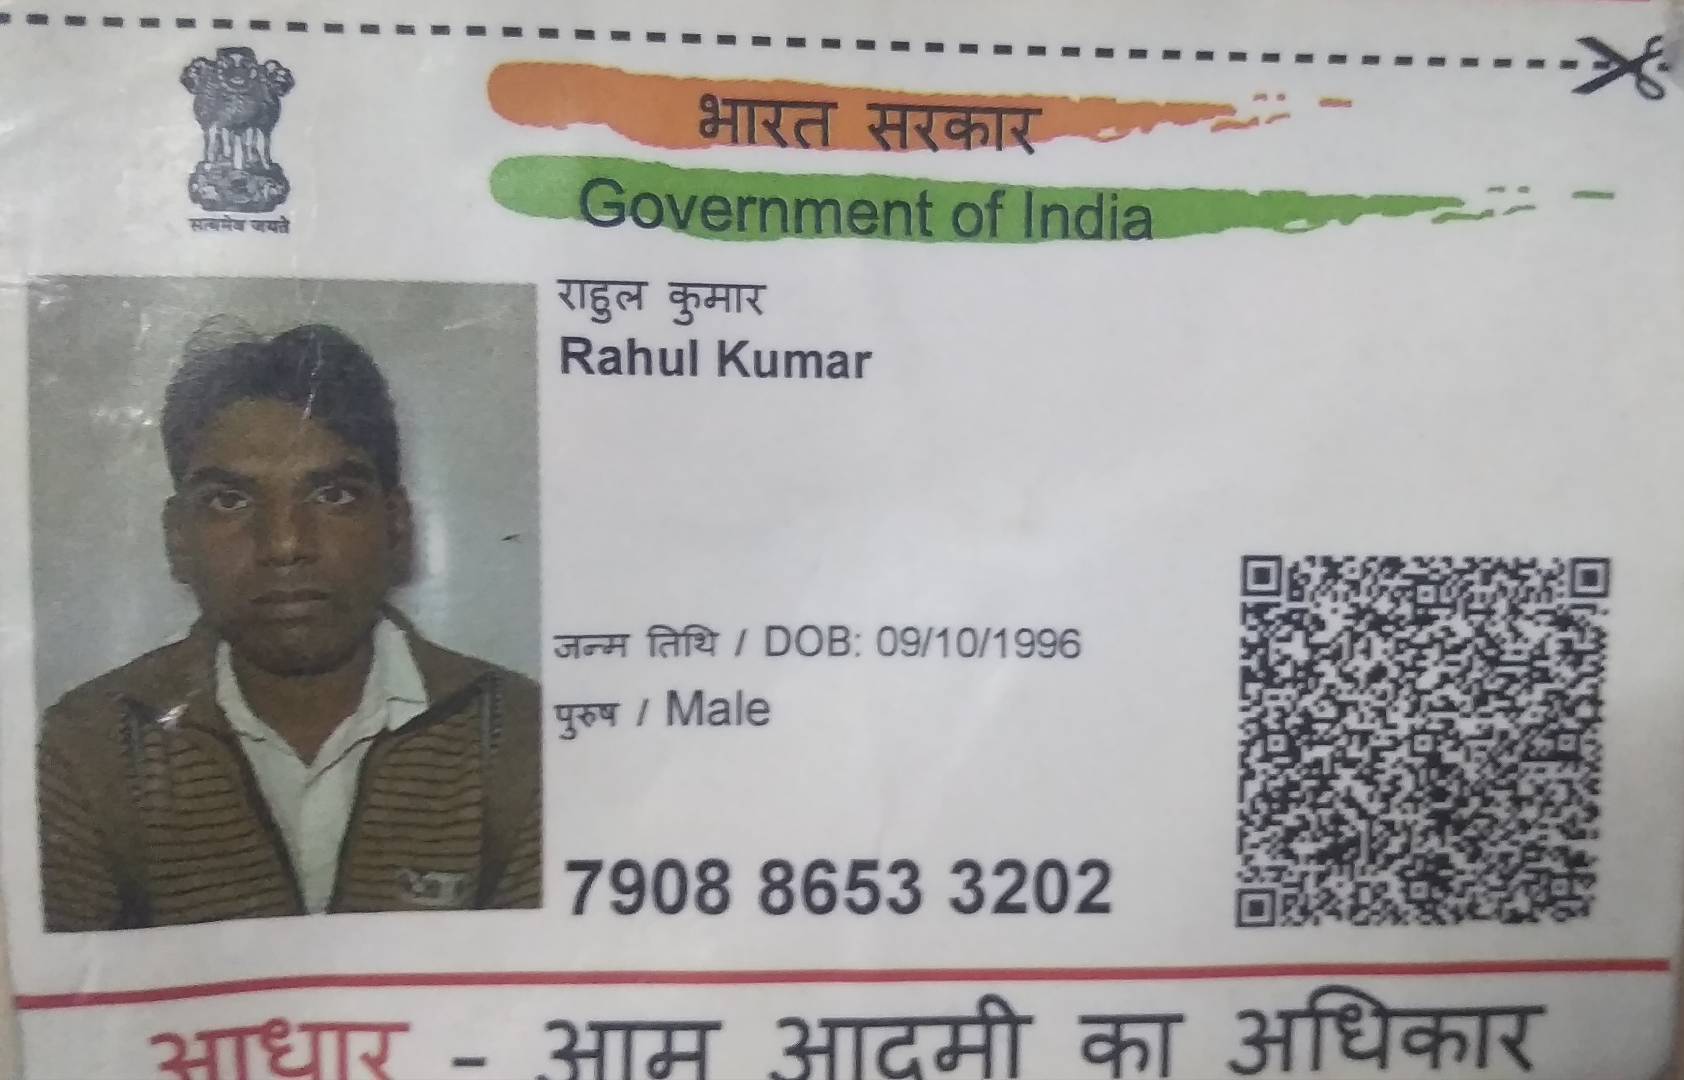 भारत सरकार
Government of India
सत्यमेव जयते
राहुल कुमार
Rahul Kumar
जन्म तिथि / DOB: 09/10/1996
पुरुष / Male
7908 8653 3202
आधार - आम आदमी का अधिकार